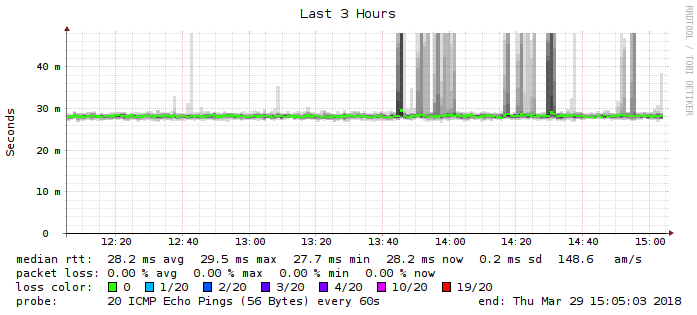 Last 3 Hours
RRDTOOL / TOBI OETIKER
Seconds
40 m
30 m
20 m
10 m
0
12:20 12:40 13:00 13:20 13:40 14:00 14:20 14:40 15:00
median rtt: 28.2 ms avg 29.5 ms max 27.7 ms min 28.2 ms now 0.2 ms sd 148.6 am/s
packet loss: 0.00 % avg 0.00 % max 0.00 % min 0.00 % now
loss color: 0 1/20 2/20 3/20 4/20 10/20 19/20
probe: 20 ICMP Echo Pings (56 Bytes) every 60s end: Thu Mar 29 15:05:03 2018